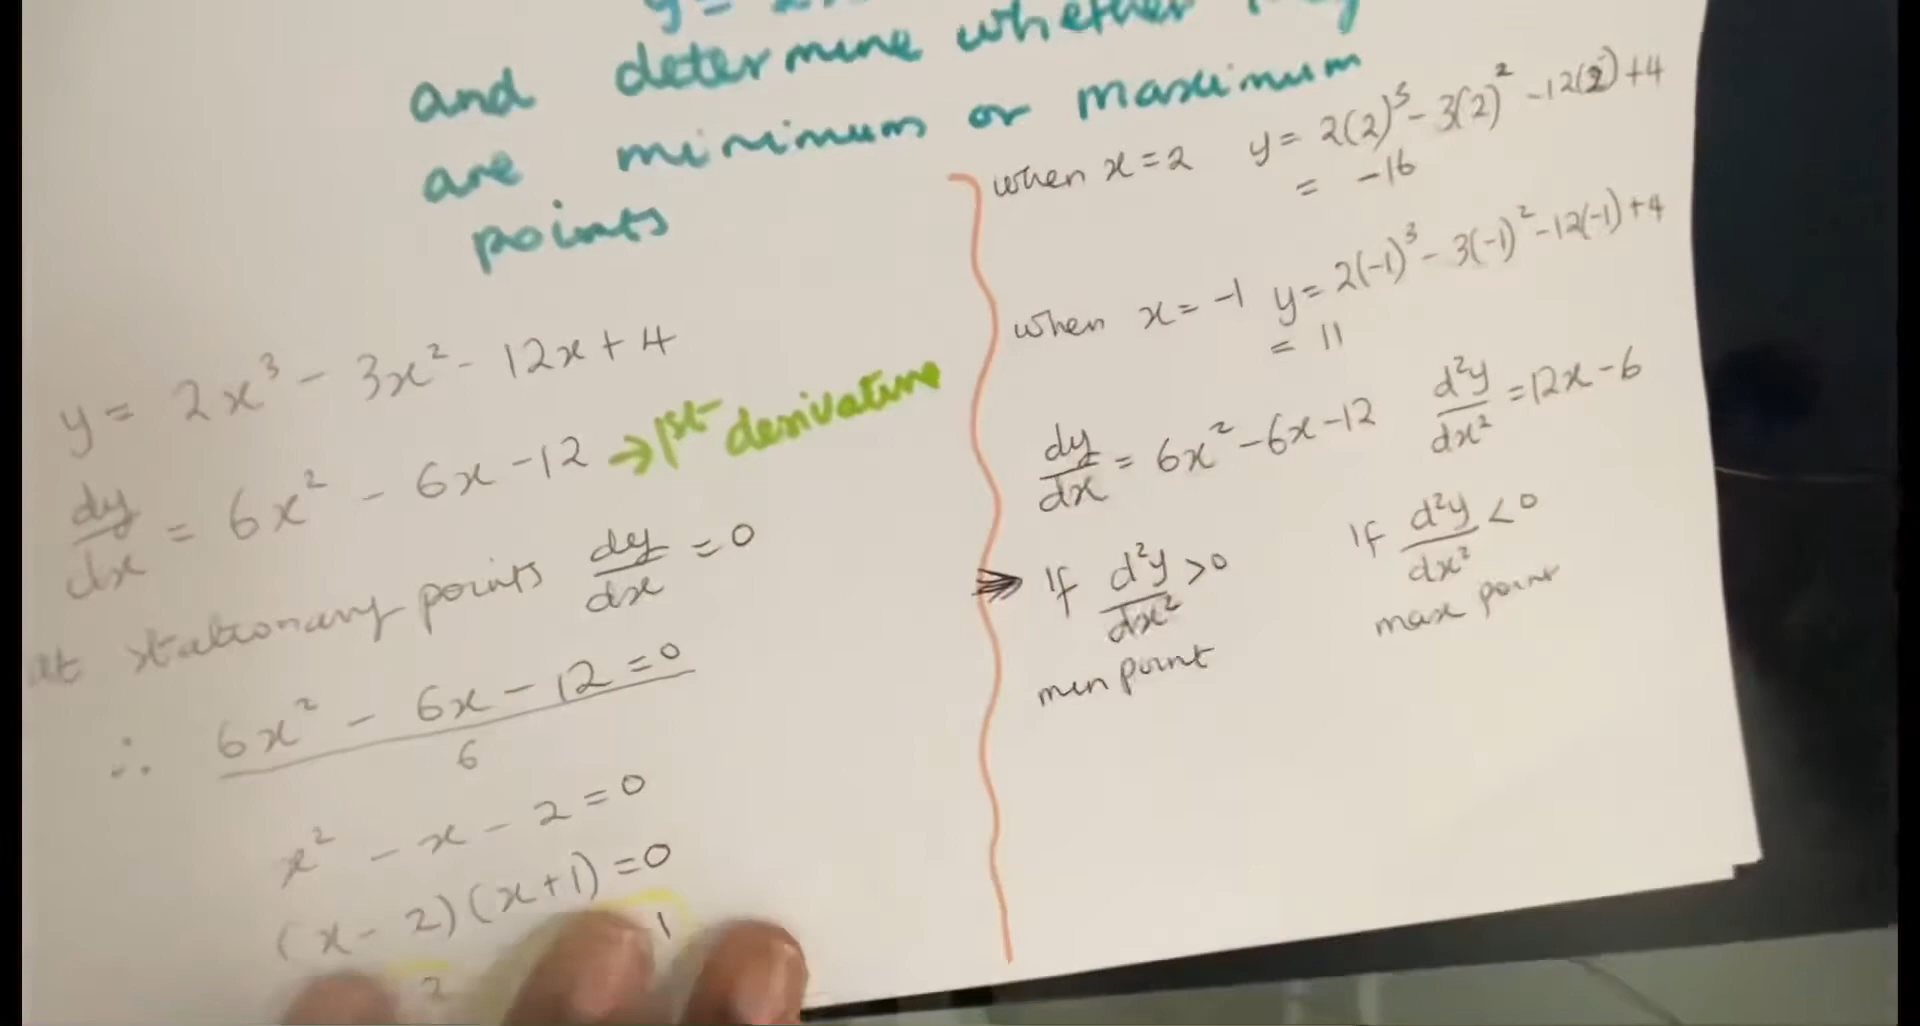 y =
and determine whether
are minimum or maximum
points
y = 2x³ - 3x² - 12x + 4
dy/dx = 6x² - 6x - 12 → 1st derivative
at stationary points dy/dx = 0
∴ 6x² - 6x - 12 = 0
6
x² - x - 2 = 0
(x - 2)(x + 1) = 0
2 1
when x = 2 y = 2(2)³ - 3(2)² - 12(2) + 4
= -16
when x = -1 y = 2(-1)³ - 3(-1)² - 12(-1) + 4
= 11
dy/dx = 6x² - 6x - 12 d²y/dx² = 12x - 6
If d²y/dx² > 0 If d²y/dx² < 0
min point max point